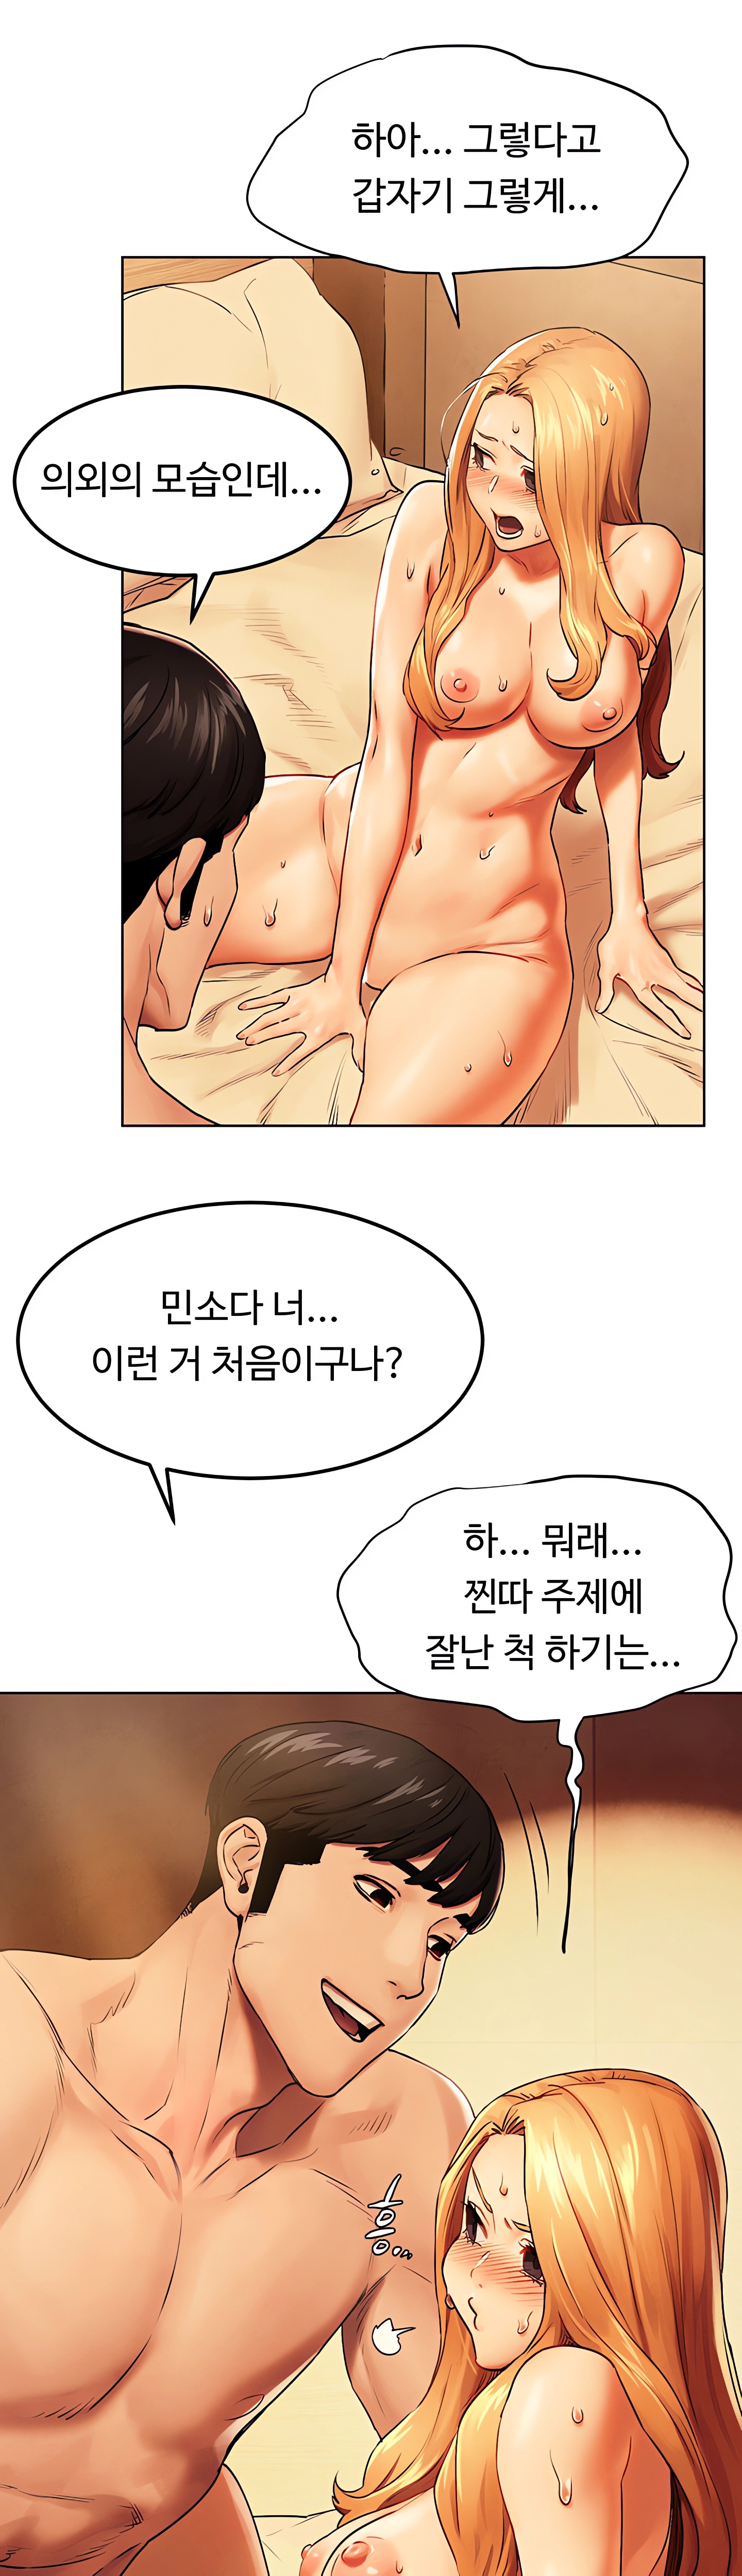 하아... 그렇다고
갑자기 그렇게...
의외의 모습인데...
민소다 너...
이런 거 처음이구나?
하... 뭐래...
찐따 주제에
잘난 척 하기는...
흥...